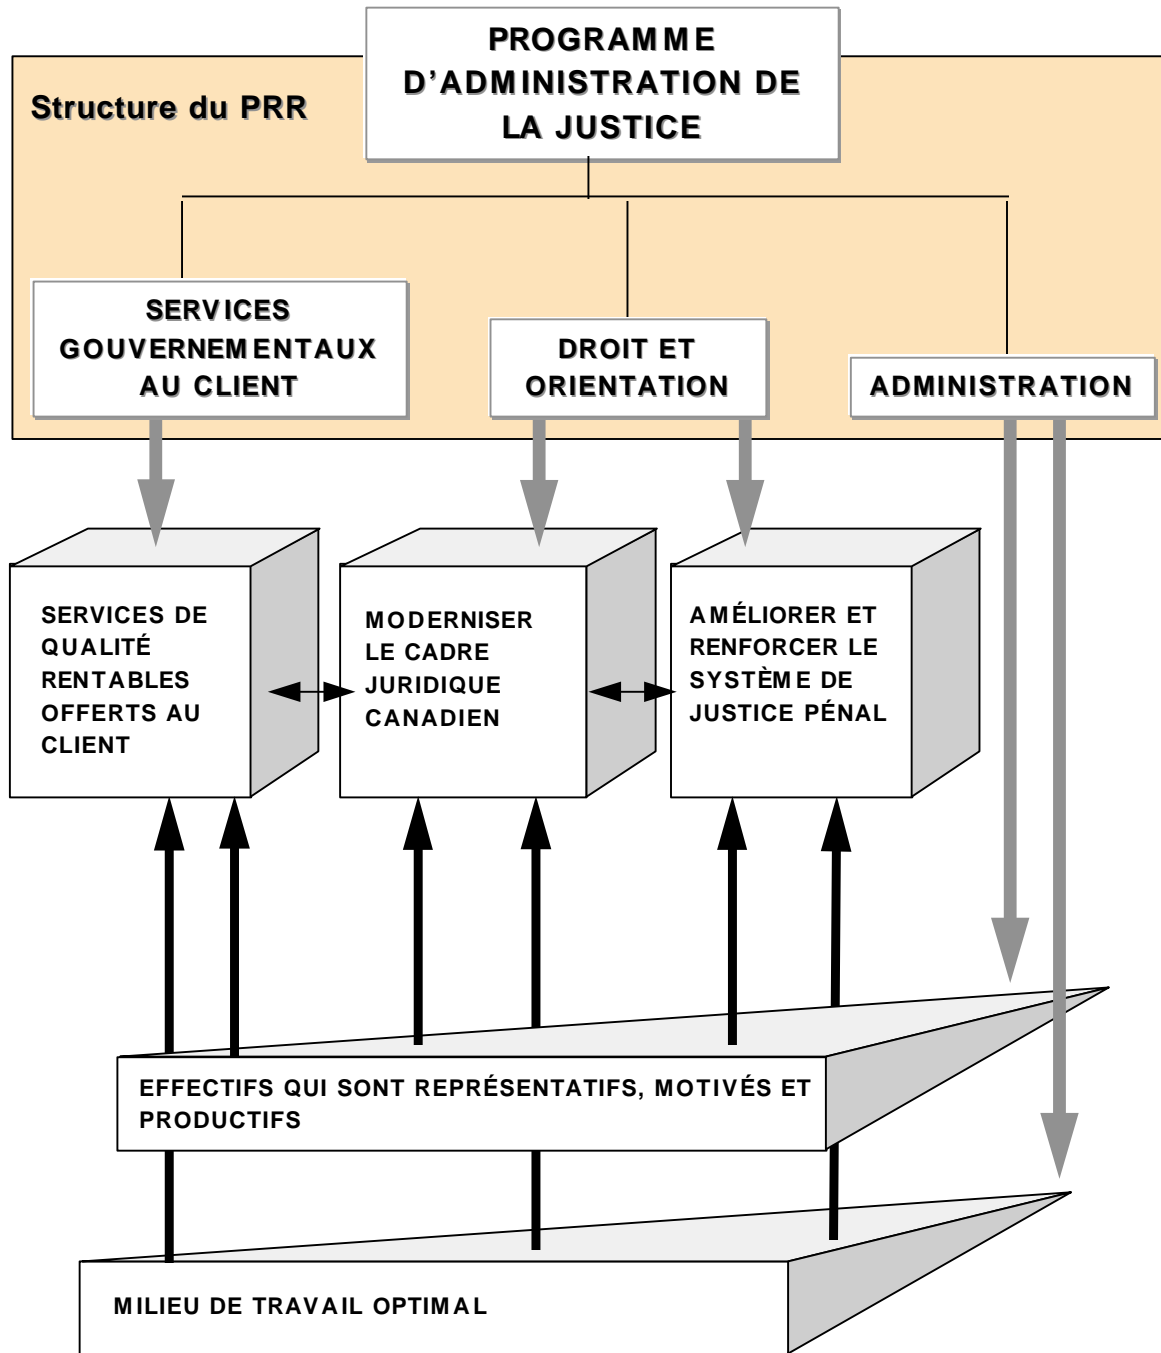 PROGRAMME
D'ADMINISTRATION DE
LA JUSTICE
Structure du PRR
SERVICES
GOUVERNEMENTAUX
AU CLIENT
DROIT ET
ORIENTATION
ADMINISTRATION
SERVICES DE
QUALITÉ
RENTABLES
OFFERTS AU
CLIENT
MODERNISER
LE CADRE
JURIDIQUE
CANADIEN
AMÉLIORER ET
RENFORCER LE
SYSTÈME DE
JUSTICE PÉNAL
EFFECTIFS QUI SONT REPRÉSENTATIFS, MOTIVÉS ET
PRODUCTIFS
MILIEU DE TRAVAIL OPTIMAL